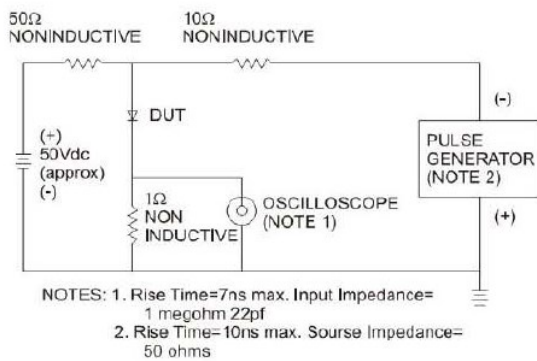 50Ω
NONINDUCTIVE
10Ω
NONINDUCTIVE
(+)
50Vdc
(approx)
(-)
DUT
1Ω
NON
INDUCTIVE
OSCILLOSCOPE
(NOTE 1)
(-)
PULSE
GENERATOR
(NOTE 2)
(+)
NOTES: 1. Rise Time=7ns max. Input Impedance=
1 megohm 22pf
2. Rise Time=10ns max. Sourse Impedance=
50 ohms